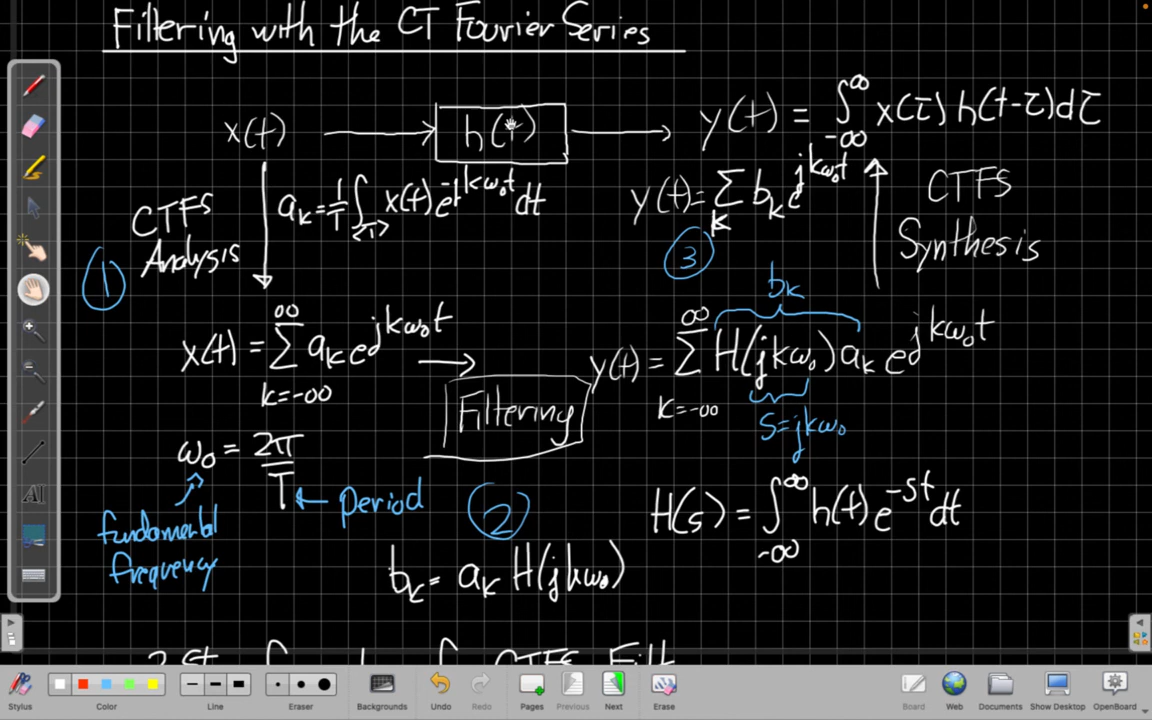 Filtering with the CT Fourier Series
x(t) → h(t) → y(t) = ∫_{-∞}^{∞} x(τ) h(t-τ)dτ
CTFS
Analysis
①
a_k = 1/T ∫_{<T>} x(t) e^{-jkω₀t} dt
y(t) = Σ_k b_k e^{jkω₀t}
CTFS
Synthesis
③
b_k
x(t) = Σ_{k=-∞}^{∞} a_k e^{jkω₀t} →
Filtering
y(t) = Σ_{k=-∞}^{∞} H(jkω₀) a_k e^{jkω₀t}
s=jkω₀
ω₀ = 2π/T ← period
fundamental
frequency
②
b_k = a_k H(jkω₀)
H(s) = ∫_{-∞}^{∞} h(t) e^{-st} dt
CTFS
Stylus
Color
Line
Eraser
Backgrounds
Undo
Redo
Pages
Previous
Next
Erase
Board
Web
Documents
Show Desktop
OpenBoard